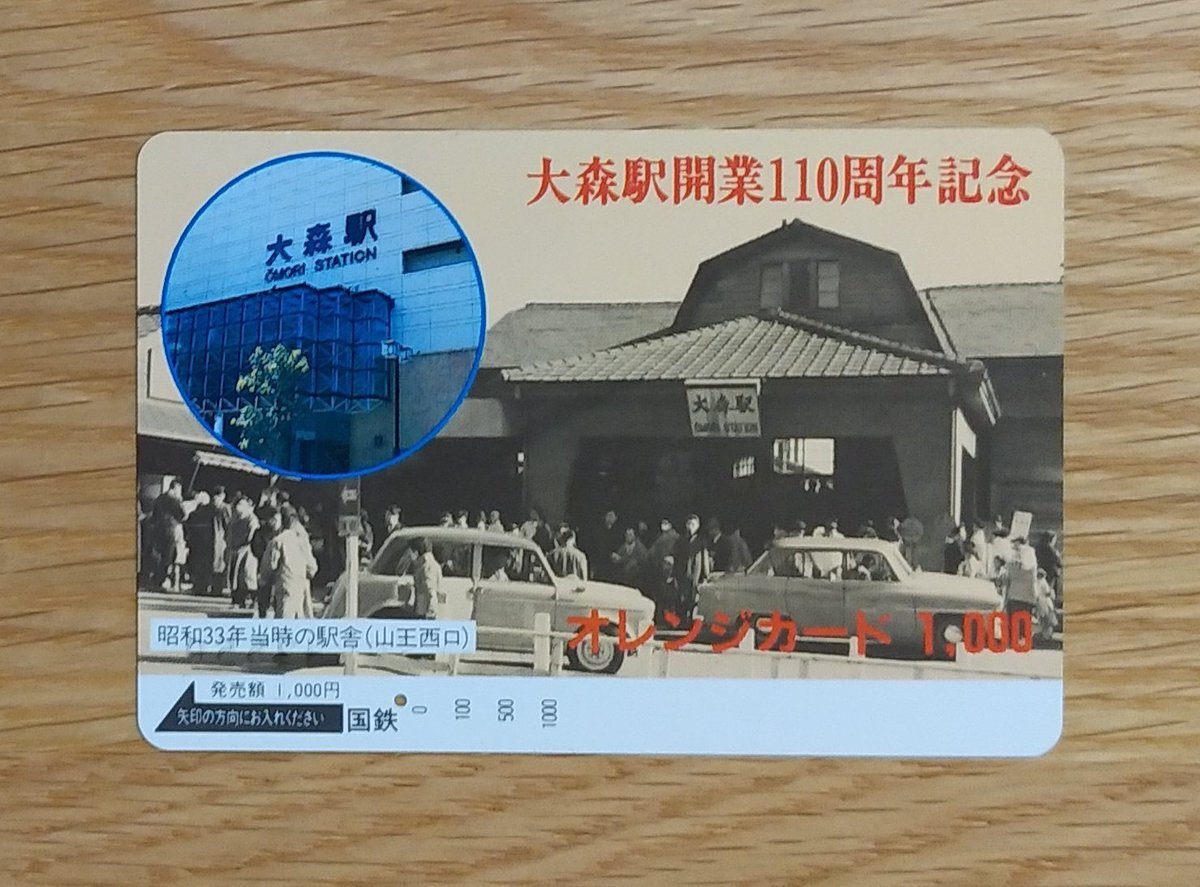 大森駅開業110周年記念
大森駅
ŌMORI STATION
大森駅
ŌMORI STATION
昭和33年当時の駅舎(山王西口)
オレンジカード 1,000
発売額 1,000円
矢印の方向にお入れください
国鉄
0 100 500 1000